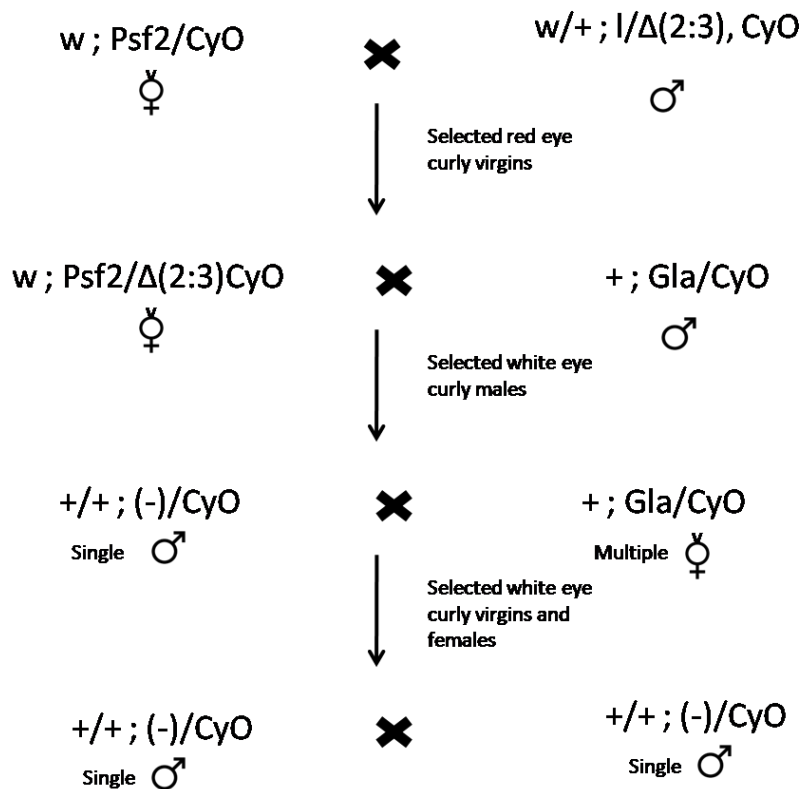 w ; Psf2/CyO
w/+ ; l/Δ(2:3), CyO
Selected red eye
curly virgins
w ; Psf2/Δ(2:3)CyO
+ ; Gla/CyO
Selected white eye
curly males
+/+ ; (-)/CyO
+ ; Gla/CyO
Single
Multiple
Selected white eye
curly virgins and
females
+/+ ; (-)/CyO
+/+ ; (-)/CyO
Single
Single